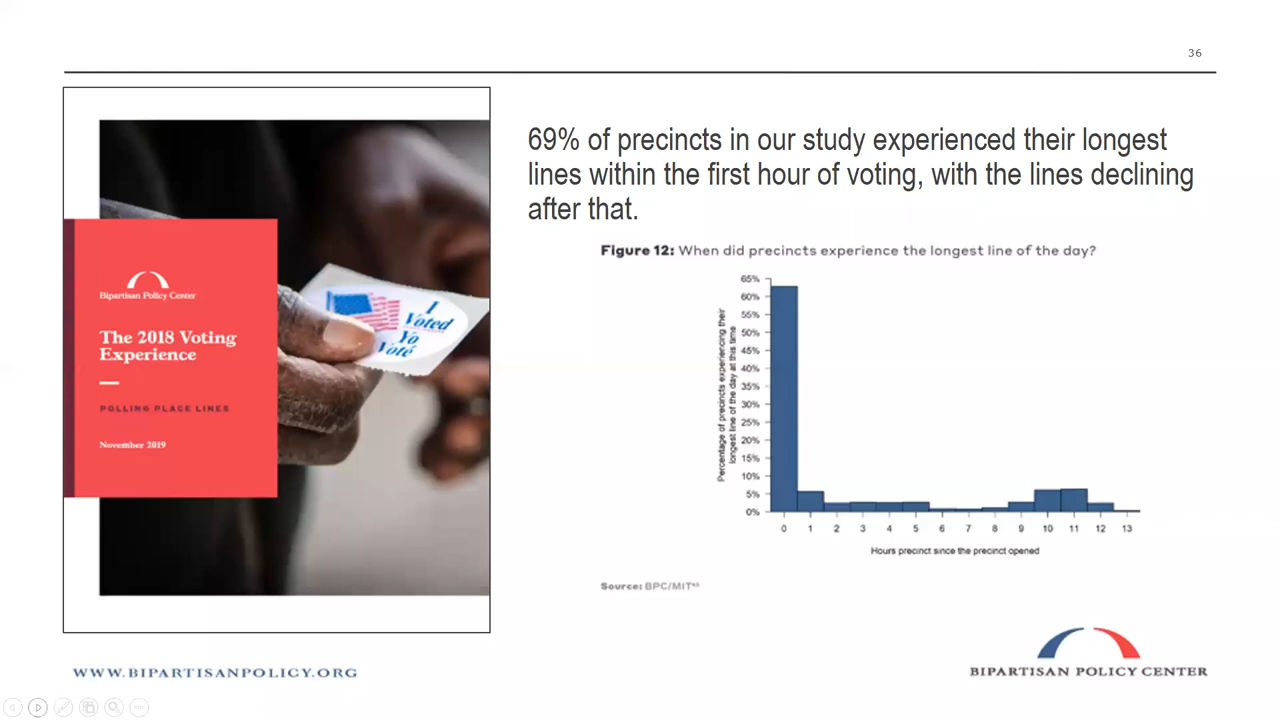 36
69% of precincts in our study experienced their longest
lines within the first hour of voting, with the lines declining
after that.
Bipartisan Policy Center
The 2018 Voting
Experience
POLLING PLACE LINES
November 2019
I
Voted
Yo
Voté
Figure 12: When did precincts experience the longest line of the day?
Percentage of precincts experiencing their
longest line of the day at this time
65%
60%
55%
50%
45%
40%
35%
30%
25%
20%
15%
10%
5%
0%
0 1 2 3 4 5 6 7 8 9 10 11 12 13
Hours precinct since the precinct opened
Source: BPC/MIT
WWW.BIPARTISANPOLICY.ORG
BIPARTISAN POLICY CENTER